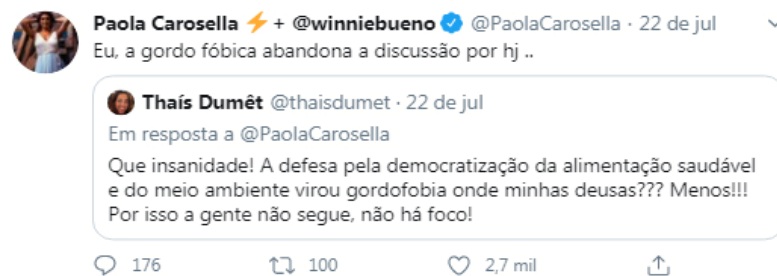 Paola Carosella ⚡ + @winniebueno @PaolaCarosella · 22 de jul
Eu, a gordo fóbica abandona a discussão por hj ..
Thaís Dumêt @thaisdumet · 22 de jul
Em resposta a @PaolaCarosella
Que insanidade! A defesa pela democratização da alimentação saudável
e do meio ambiente virou gordofobia onde minhas deusas??? Menos!!!
Por isso a gente não segue, não há foco!
176 100 2,7 mil